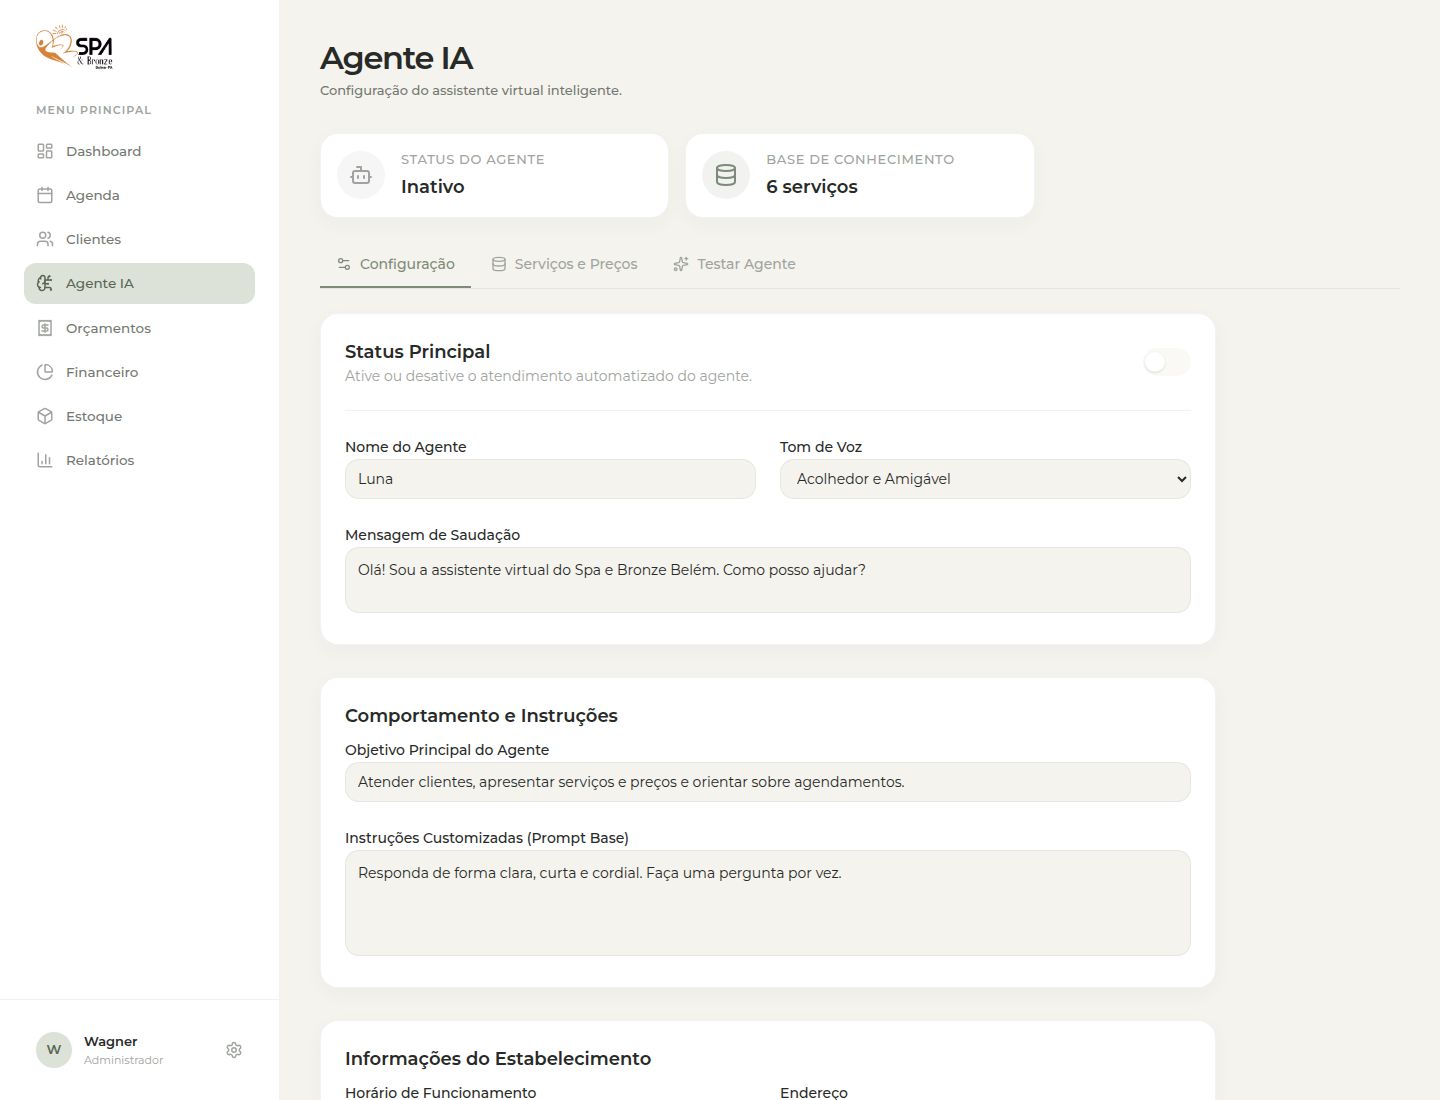 SPA
& Bronze
Belém-PA
MENU PRINCIPAL
Dashboard
Agenda
Clientes
Agente IA
Orçamentos
Financeiro
Estoque
Relatórios
W
Wagner
Administrador
Agente IA
Configuração do assistente virtual inteligente.
STATUS DO AGENTE
Inativo
BASE DE CONHECIMENTO
6 serviços
Configuração
Serviços e Preços
Testar Agente
Status Principal
Ative ou desative o atendimento automatizado do agente.
Nome do Agente
Luna
Tom de Voz
Acolhedor e Amigável
Mensagem de Saudação
Olá! Sou a assistente virtual do Spa e Bronze Belém. Como posso ajudar?
Comportamento e Instruções
Objetivo Principal do Agente
Atender clientes, apresentar serviços e preços e orientar sobre agendamentos.
Instruções Customizadas (Prompt Base)
Responda de forma clara, curta e cordial. Faça uma pergunta por vez.
Informações do Estabelecimento
Horário de Funcionamento
Endereço